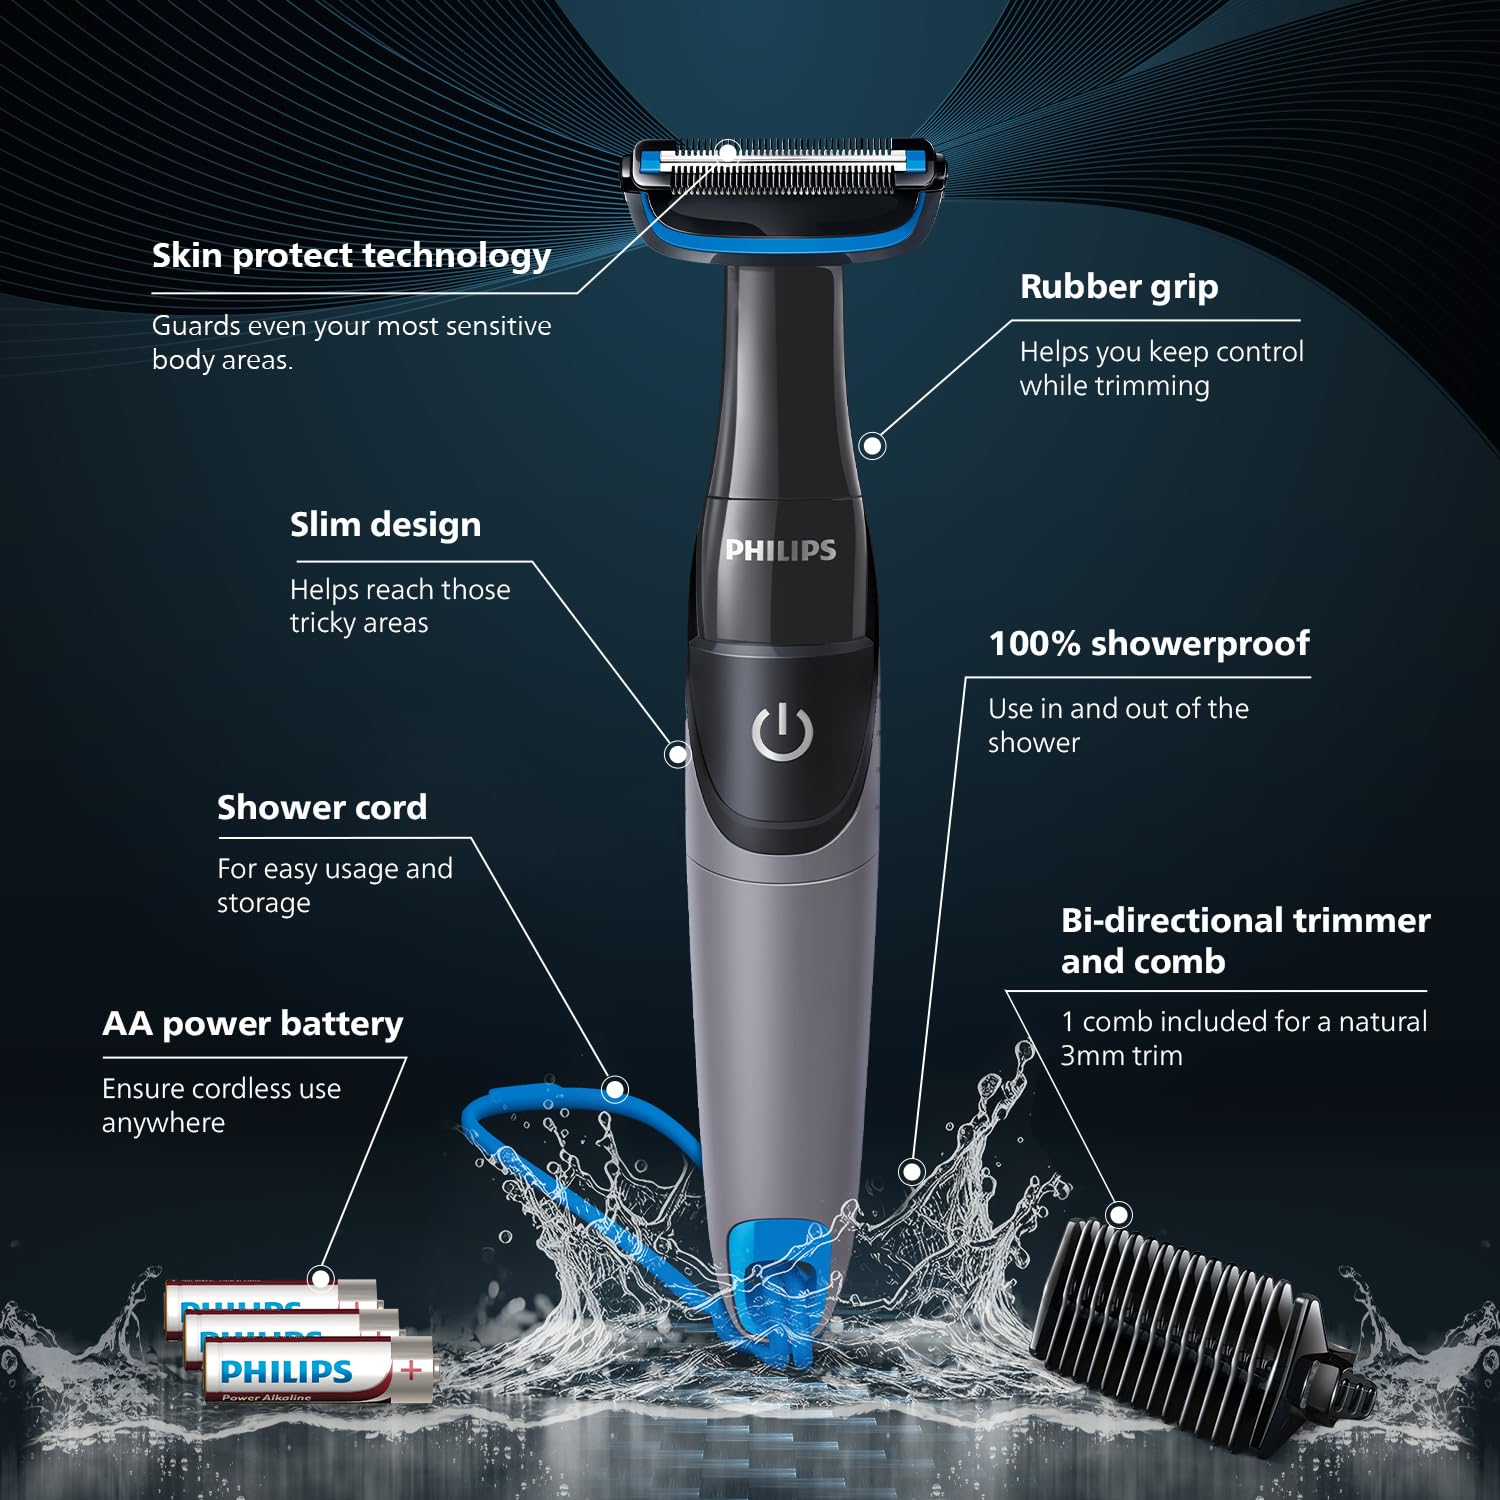 Skin protect technology
Guards even your most sensitive
body areas.
Rubber grip
Helps you keep control
while trimming
Slim design
Helps reach those
tricky areas
PHILIPS
100% showerproof
Use in and out of the
shower
Shower cord
For easy usage and
storage
Bi-directional trimmer
and comb
1 comb included for a natural
3mm trim
AA power battery
Ensure cordless use
anywhere
PHILIPS
PHILIPS
PHILIPS +
Power Alkaline